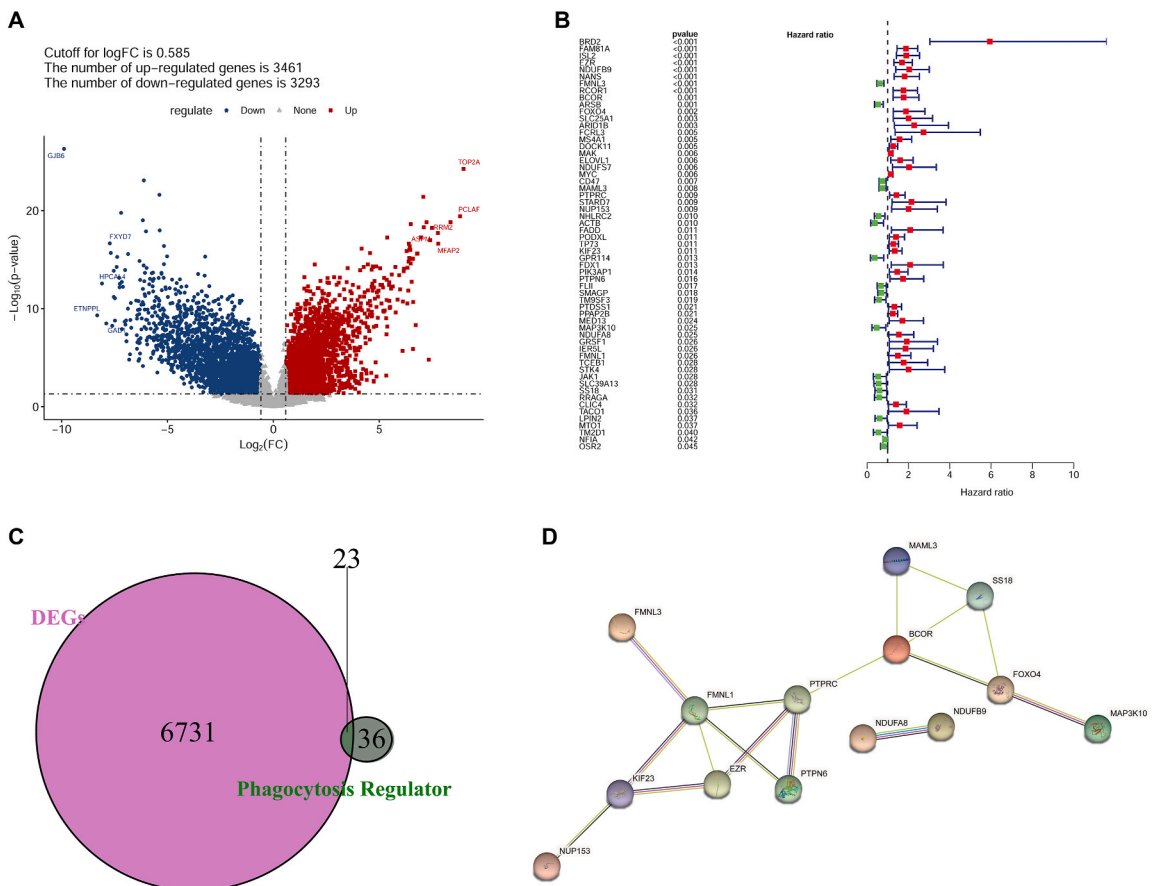 A
Cutoff for logFC is 0.585
The number of up−regulated genes is 3461
The number of down−regulated genes is 3293
regulate Down None Up
GJB6
TOP2A
PCLAF
RRM2
MFAP2
FXYD7
HPCAL4
ETNPPL
− Log10(p−value)
0
10
20
−10
−5
0
5
Log2(FC)
B
pvalue Hazard ratio
BRD2 <0.001
FAM81A <0.001
ISL2 <0.001
EZR <0.001
NDUFB9 <0.001
NANS <0.001
FMNL3 <0.001
RCOR1 <0.001
BCOR 0.001
ARSB 0.001
FOXO4 0.002
SLC25A1 0.003
ARID1B 0.003
FCRL3 0.005
MS4A1 0.005
DOCK11 0.005
MAK 0.006
ELOVL1 0.006
NDUFS7 0.006
MYC 0.006
CD47 0.007
MAML3 0.008
PTPRC 0.009
STARD7 0.009
NUP153 0.009
NHLRC2 0.010
ACTB 0.010
FADD 0.011
PODXL 0.011
TP73 0.011
KIF23 0.011
GPR114 0.013
FDX1 0.013
PIK3AP1 0.014
PTPN6 0.016
FLII 0.017
SMAGP 0.018
TM9SF3 0.019
PTDSS1 0.021
PPAP2B 0.021
MED13 0.024
MAP3K10 0.025
NDUFA8 0.025
GRSF1 0.026
IER5L 0.026
FMNL1 0.026
TCEB1 0.028
STK4 0.028
JAK1 0.028
SLC39A13 0.028
SS18 0.031
RRAGA 0.032
CLIC4 0.032
TACO1 0.036
LPIN2 0.037
MTO1 0.037
TM2D1 0.040
NFIA 0.042
OSR2 0.045
0 2 4 6 8 10
Hazard ratio
C
23
DEGs
6731
36
Phagocytosis Regulator
D
MAML3
SS18
FMNL3
BCOR
PTPRC
FOXO4
FMNL1
NDUFB9
MAP3K10
NDUFA8
EZR
KIF23
PTPN6
NUP153